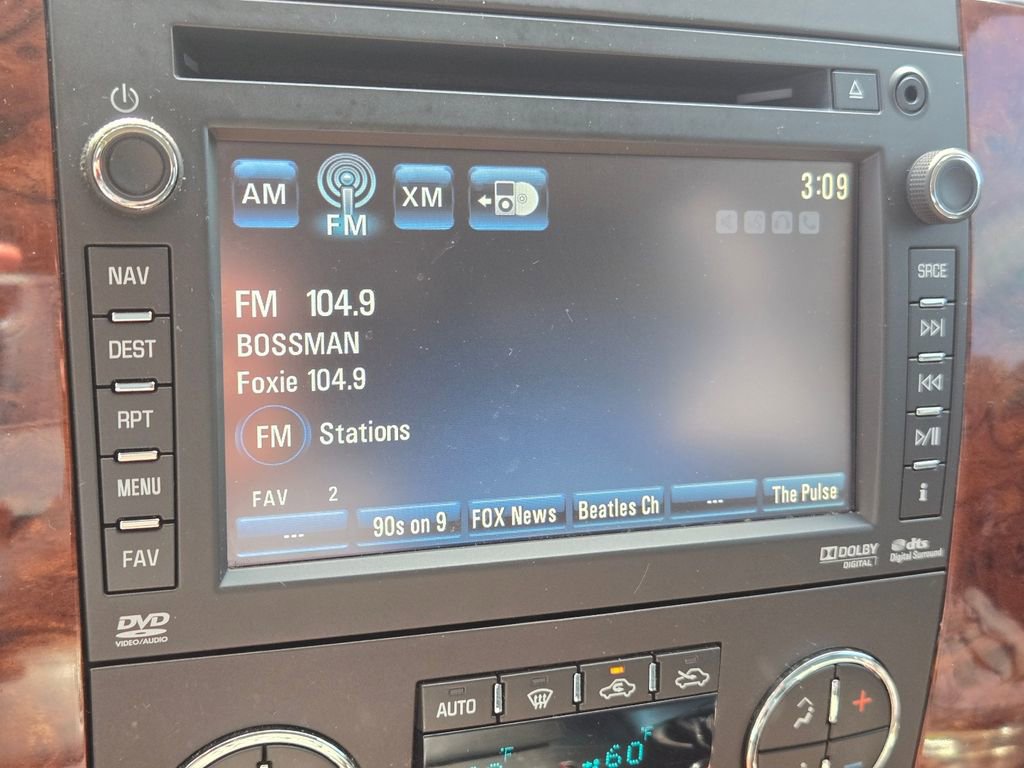 AM
FM
XM
3:09
NAV
DEST
RPT
MENU
FAV
SRCE
i
FM 104.9
BOSSMAN
Foxie 104.9
FM Stations
FAV 2
--- 90s on 9 FOX News Beatles Ch --- The Pulse
DVD
VIDEO/AUDIO
DOLBY
DIGITAL
dts
Digital Surround
AUTO
°F
60°F